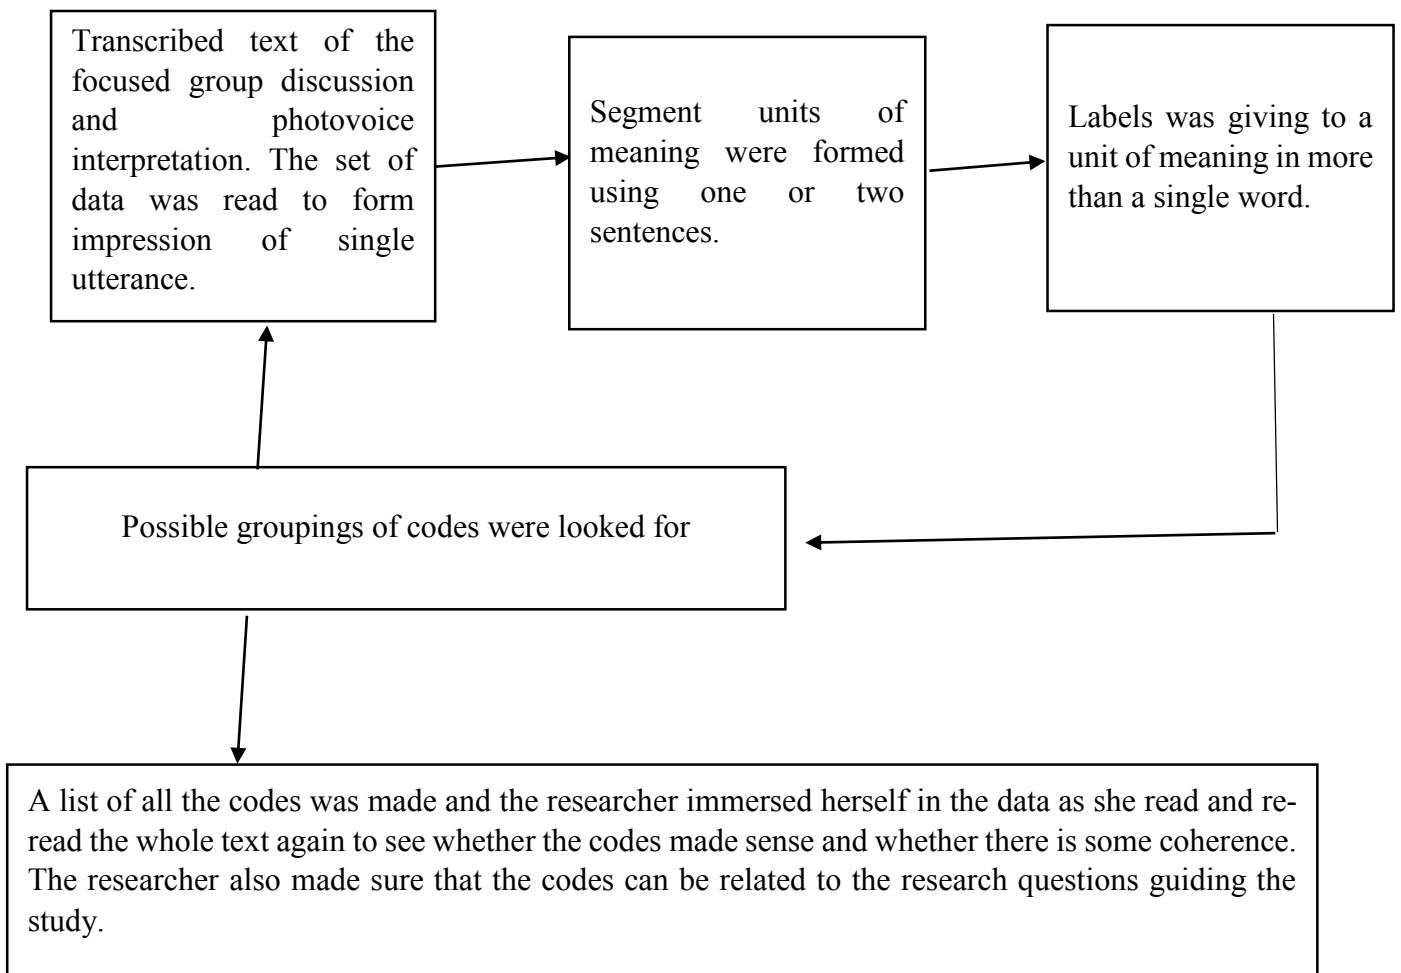 Transcribed text of the
focused group discussion
and photovoice
interpretation. The set of
data was read to form
impression of single
utterance.
Segment units of
meaning were formed
using one or two
sentences.
Labels was giving to a
unit of meaning in more
than a single word.
Possible groupings of codes were looked for
A list of all the codes was made and the researcher immersed herself in the data as she read and re-
read the whole text again to see whether the codes made sense and whether there is some coherence.
The researcher also made sure that the codes can be related to the research questions guiding the
study.